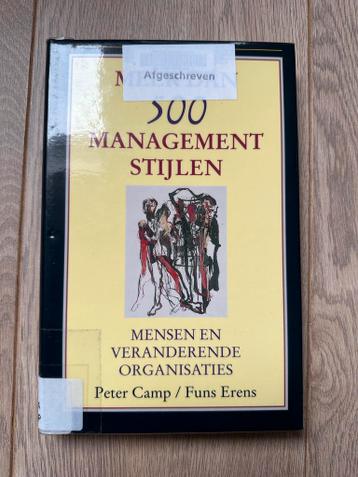 Afgeschreven
500
MANAGEMENT
STIJLEN
MENSEN EN
VERANDERENDE
ORGANISATIES
Peter Camp / Funs Erens